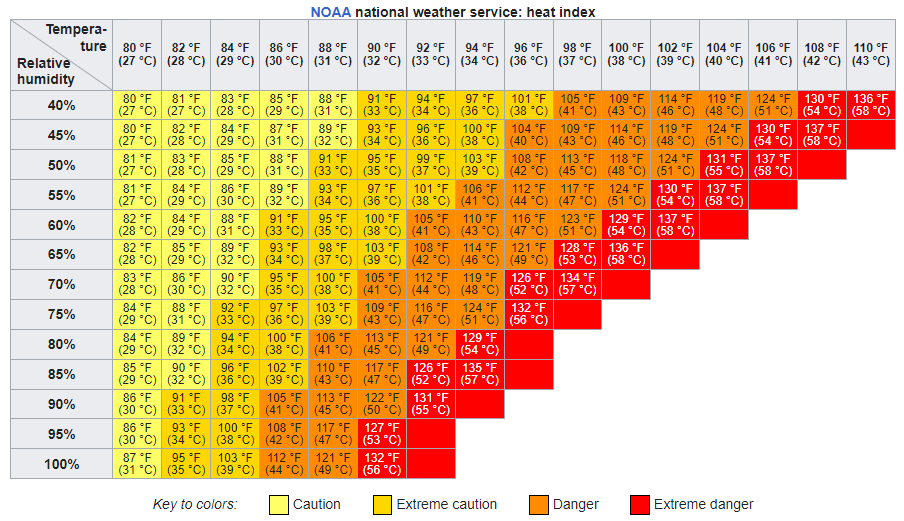 NOAA national weather service: heat index
Tempera-
ture
Relative
humidity
80 °F 82 °F 84 °F 86 °F 88 °F 90 °F 92 °F 94 °F 96 °F 98 °F 100 °F 102 °F 104 °F 106 °F 108 °F 110 °F
(27 °C) (28 °C) (29 °C) (30 °C) (31 °C) (32 °C) (33 °C) (34 °C) (36 °C) (37 °C) (38 °C) (39 °C) (40 °C) (41 °C) (42 °C) (43 °C)
40%
80 °F 81 °F 83 °F 85 °F 88 °F 91 °F 94 °F 97 °F 101 °F 105 °F 109 °F 114 °F 119 °F 124 °F 130 °F 136 °F
(27 °C) (27 °C) (28 °C) (29 °C) (31 °C) (33 °C) (34 °C) (36 °C) (38 °C) (41 °C) (43 °C) (46 °C) (48 °C) (51 °C) (54 °C) (58 °C)
45%
80 °F 82 °F 84 °F 87 °F 89 °F 93 °F 96 °F 100 °F 104 °F 109 °F 114 °F 119 °F 124 °F 130 °F 137 °F
(27 °C) (28 °C) (29 °C) (31 °C) (32 °C) (34 °C) (36 °C) (38 °C) (40 °C) (43 °C) (46 °C) (48 °C) (51 °C) (54 °C) (58 °C)
50%
81 °F 83 °F 85 °F 88 °F 91 °F 95 °F 99 °F 103 °F 108 °F 113 °F 118 °F 124 °F 131 °F 137 °F
(27 °C) (28 °C) (29 °C) (31 °C) (33 °C) (35 °C) (37 °C) (39 °C) (42 °C) (45 °C) (48 °C) (51 °C) (55 °C) (58 °C)
55%
81 °F 84 °F 86 °F 89 °F 93 °F 97 °F 101 °F 106 °F 112 °F 117 °F 124 °F 130 °F 137 °F
(27 °C) (29 °C) (30 °C) (32 °C) (34 °C) (36 °C) (38 °C) (41 °C) (44 °C) (47 °C) (51 °C) (54 °C) (58 °C)
60%
82 °F 84 °F 88 °F 91 °F 95 °F 100 °F 105 °F 110 °F 116 °F 123 °F 129 °F 137 °F
(28 °C) (29 °C) (31 °C) (33 °C) (35 °C) (38 °C) (41 °C) (43 °C) (47 °C) (51 °C) (54 °C) (58 °C)
65%
82 °F 85 °F 89 °F 93 °F 98 °F 103 °F 108 °F 114 °F 121 °F 128 °F 136 °F
(28 °C) (29 °C) (32 °C) (34 °C) (37 °C) (39 °C) (42 °C) (46 °C) (49 °C) (53 °C) (58 °C)
70%
83 °F 86 °F 90 °F 95 °F 100 °F 105 °F 112 °F 119 °F 126 °F 134 °F
(28 °C) (30 °C) (32 °C) (35 °C) (38 °C) (41 °C) (44 °C) (48 °C) (52 °C) (57 °C)
75%
84 °F 88 °F 92 °F 97 °F 103 °F 109 °F 116 °F 124 °F 132 °F
(29 °C) (31 °C) (33 °C) (36 °C) (39 °C) (43 °C) (47 °C) (51 °C) (56 °C)
80%
84 °F 89 °F 94 °F 100 °F 106 °F 113 °F 121 °F 129 °F
(29 °C) (32 °C) (34 °C) (38 °C) (41 °C) (45 °C) (49 °C) (54 °C)
85%
85 °F 90 °F 96 °F 102 °F 110 °F 117 °F 126 °F 135 °F
(29 °C) (32 °C) (36 °C) (39 °C) (43 °C) (47 °C) (52 °C) (57 °C)
90%
86 °F 91 °F 98 °F 105 °F 113 °F 122 °F 131 °F
(30 °C) (33 °C) (37 °C) (41 °C) (45 °C) (50 °C) (55 °C)
95%
86 °F 93 °F 100 °F 108 °F 117 °F 127 °F
(30 °C) (34 °C) (38 °C) (42 °C) (47 °C) (53 °C)
100%
87 °F 95 °F 103 °F 112 °F 121 °F 132 °F
(31 °C) (35 °C) (39 °C) (44 °C) (49 °C) (56 °C)
Key to colors: Caution Extreme caution Danger Extreme danger